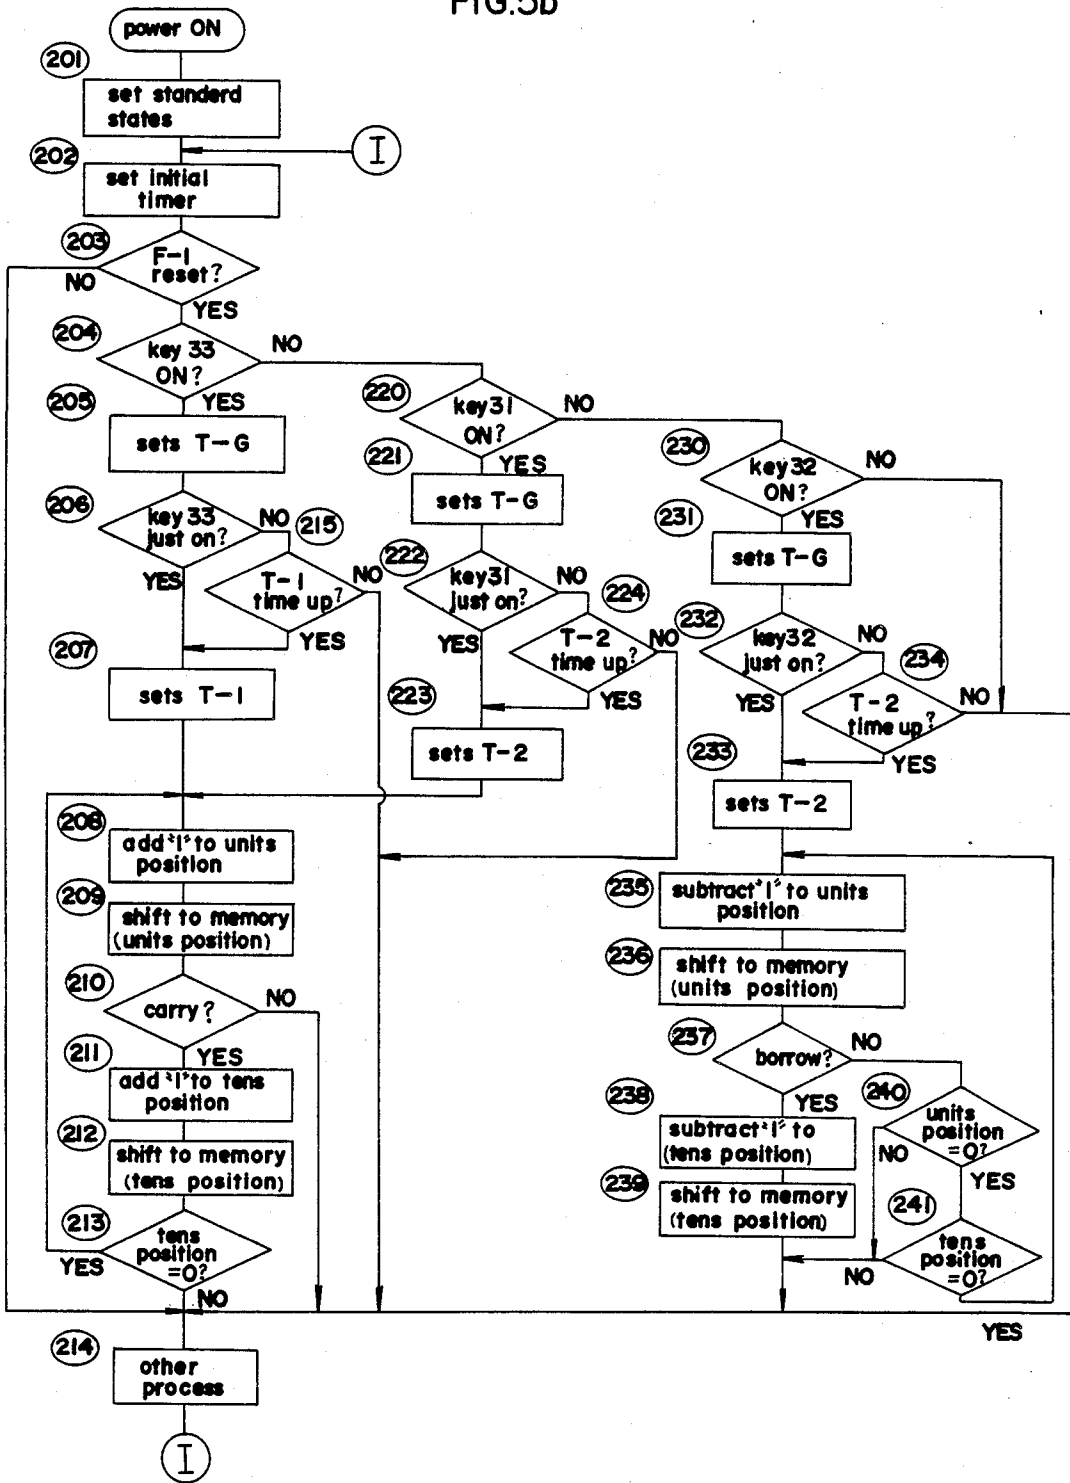 FIG.5b
power ON
201
set standerd
states
I
202
set initial
timer
203
F-1
reset?
NO
YES
204
key 33
ON?
NO
YES
205
sets T-G
206
key 33
just on?
NO
YES
215
T-1
time up?
NO
YES
207
sets T-1
220
key31
ON?
NO
YES
221
sets T-G
222
key31
just on?
NO
YES
224
T-2
time up?
NO
YES
223
sets T-2
230
key32
ON?
NO
YES
231
sets T-G
232
key32
just on?
NO
YES
234
T-2
time up?
NO
YES
233
sets T-2
208
add "1" to units
position
209
shift to memory
(units position)
210
carry?
NO
YES
211
add "1" to tens
position
212
shift to memory
(tens position)
213
tens
position
=0?
YES
NO
235
subtract "1" to units
position
236
shift to memory
(units position)
237
borrow?
NO
YES
238
subtract "1" to
(tens position)
239
shift to memory
(tens position)
240
units
position
=0?
NO
YES
241
tens
position
=0?
NO
YES
214
other
process
I